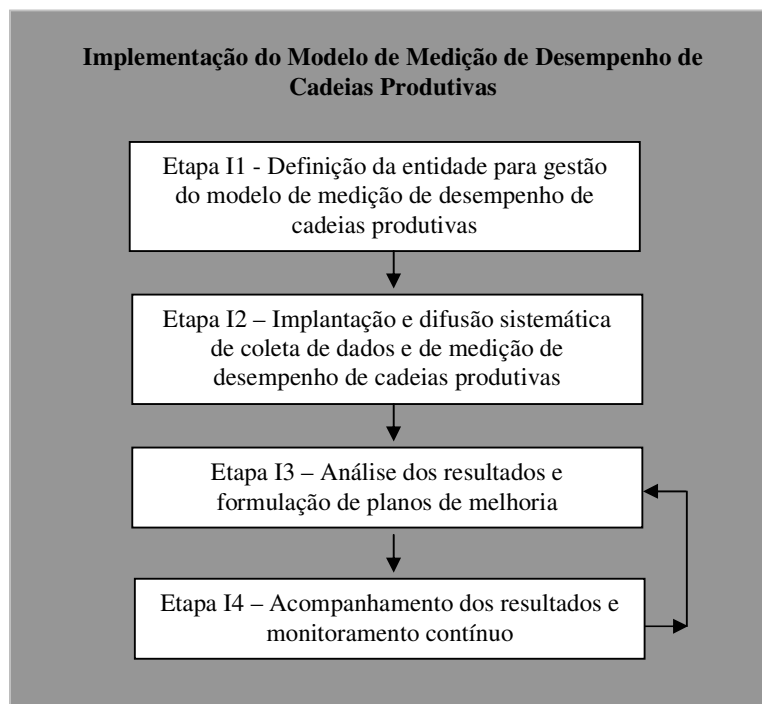 Implementação do Modelo de Medição de Desempenho de
Cadeias Produtivas
Etapa I1 - Definição da entidade para gestão
do modelo de medição de desempenho de
cadeias produtivas
Etapa I2 – Implantação e difusão sistemática
de coleta de dados e de medição de
desempenho de cadeias produtivas
Etapa I3 – Análise dos resultados e
formulação de planos de melhoria
Etapa I4 – Acompanhamento dos resultados e
monitoramento contínuo